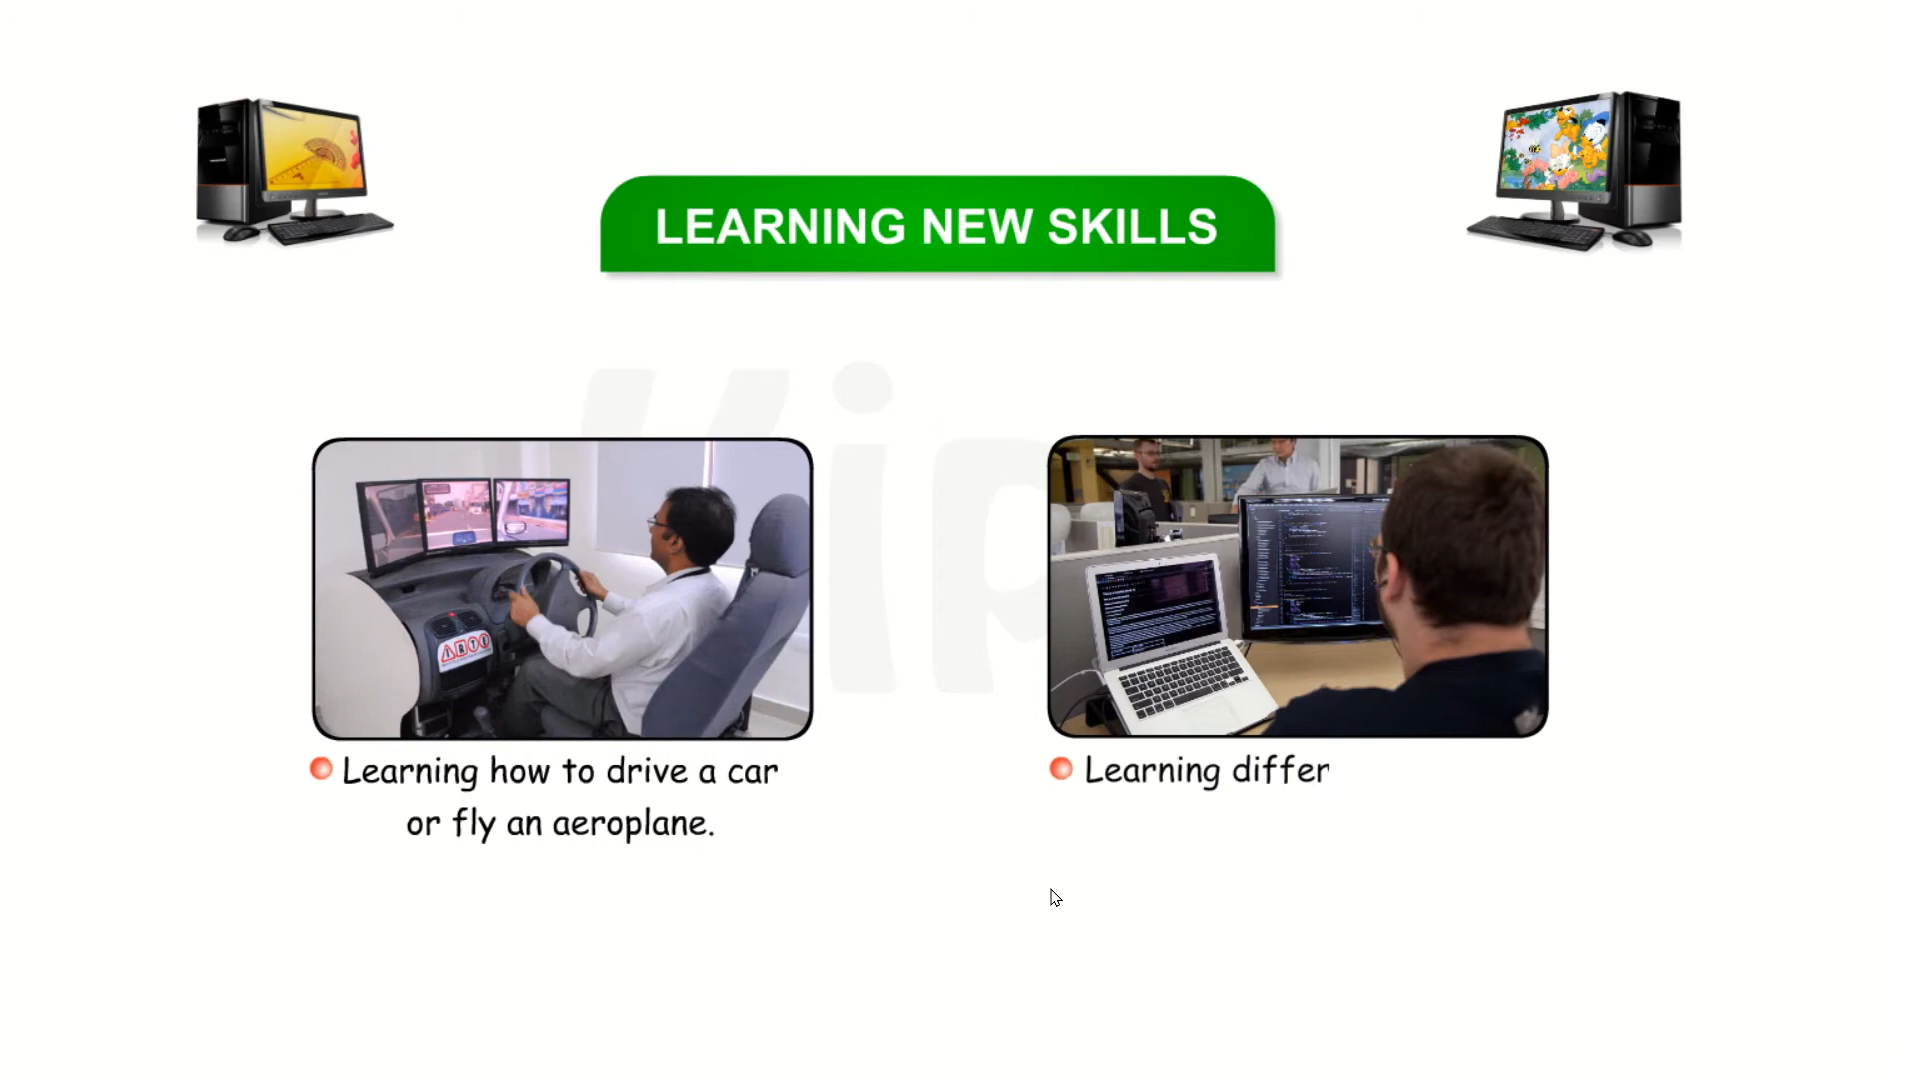 LEARNING NEW SKILLS
Learning how to drive a car
or fly an aeroplane.
Learning differ